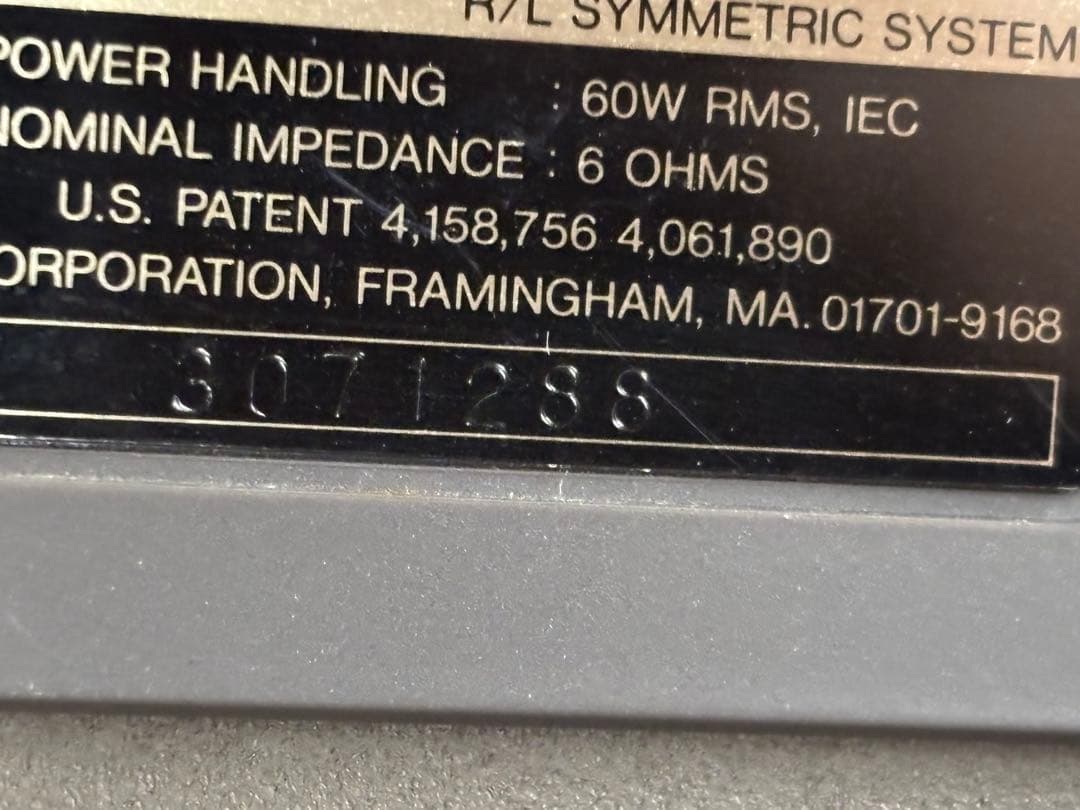 R/L SYMMETRIC SYSTEM
POWER HANDLING : 60W RMS, IEC
NOMINAL IMPEDANCE : 6 OHMS
U.S. PATENT 4,158,756 4,061,890
CORPORATION, FRAMINGHAM, MA. 01701-9168
3071288